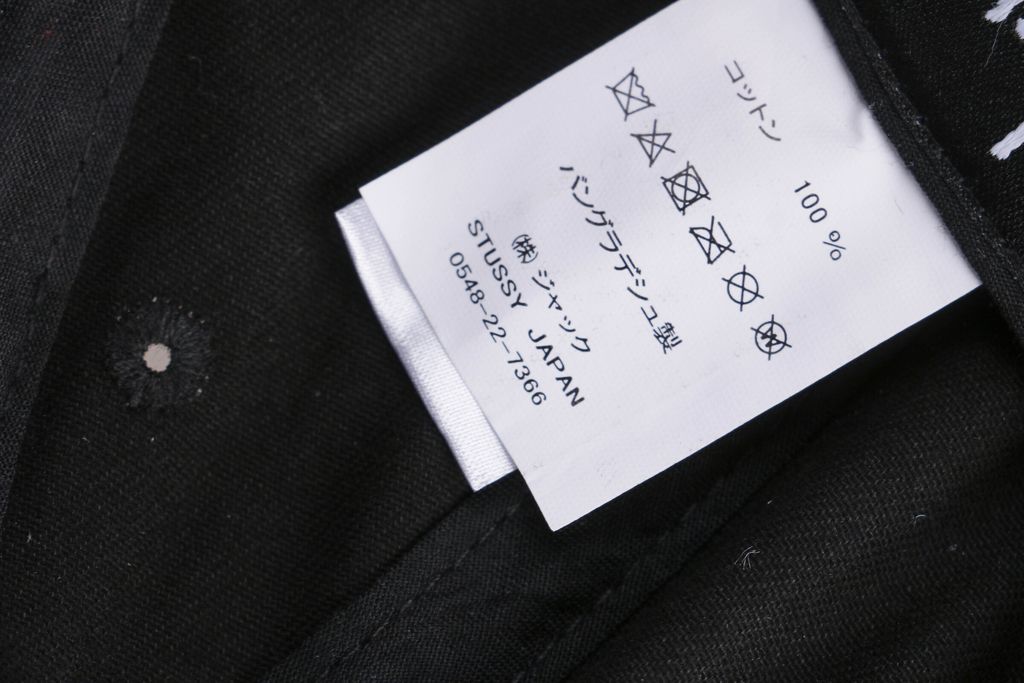 コットン 100 %
バングラデシュ製
㈱ ジャック
STUSSY JAPAN
0548-22-7366